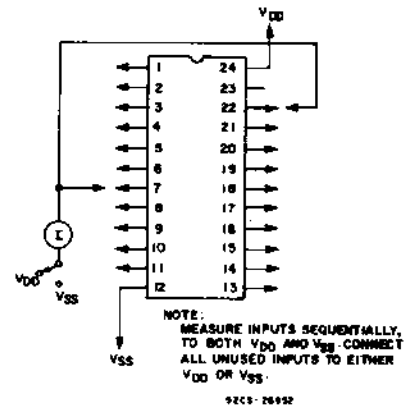 VDD
1 24
2 23
3 22
4 21
5 20
6 19
7 18
8 17
9 16
10 15
11 14
12 13
I
VDD
VSS
VSS
NOTE:
MEASURE INPUTS SEQUENTIALLY,
TO BOTH VDD AND VSS. CONNECT
ALL UNUSED INPUTS TO EITHER
VDD OR VSS.
92CS-26952